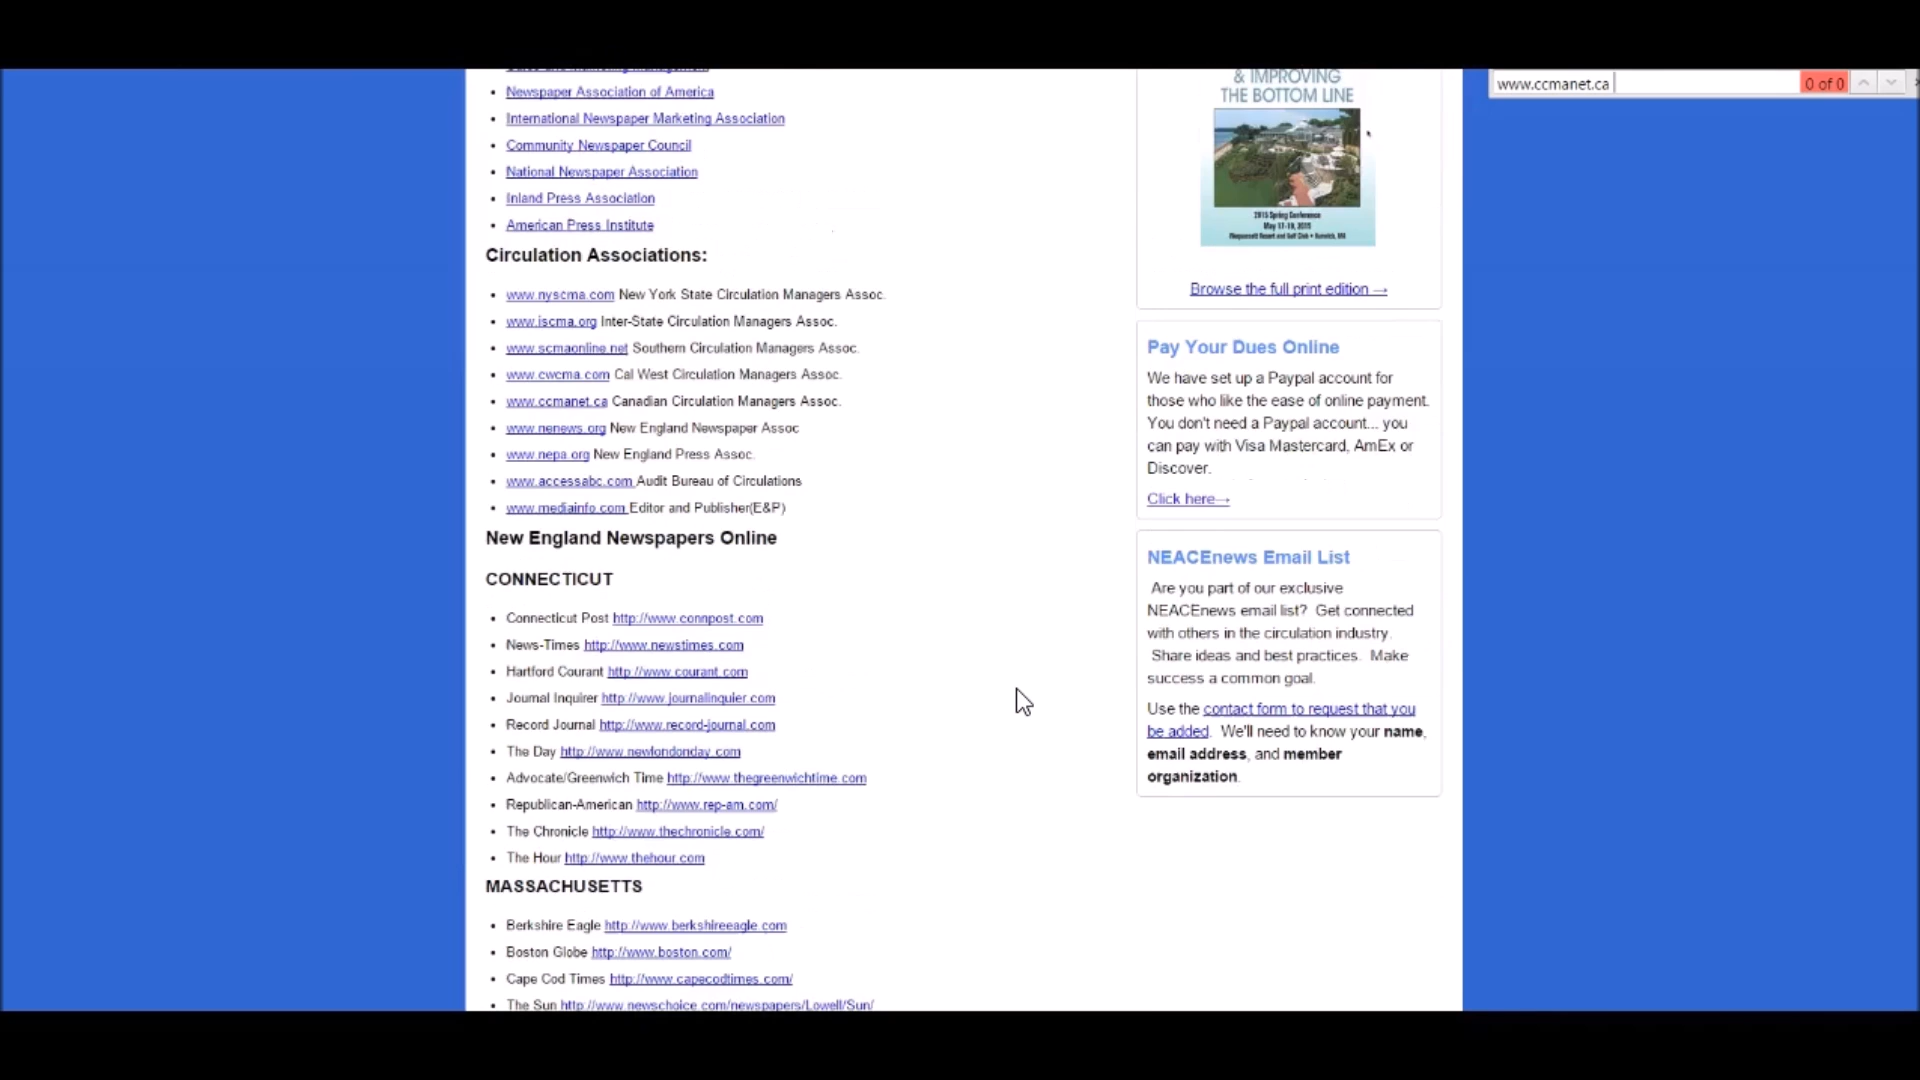 www.ccmanet.ca
0 of 0
Newspaper Association of America
International Newspaper Marketing Association
Community Newspaper Council
National Newspaper Association
Inland Press Association
American Press Institute
Circulation Associations:
www.nyscma.com New York State Circulation Managers Assoc.
www.iscma.org Inter-State Circulation Managers Assoc.
www.scmaonline.net Southern Circulation Managers Assoc.
www.cwcma.com Cal West Circulation Managers Assoc.
www.ccmanet.ca Canadian Circulation Managers Assoc.
www.nenews.org New England Newspaper Assoc
www.nepa.org New England Press Assoc.
www.accessabc.com Audit Bureau of Circulations
www.mediainfo.com Editor and Publisher(E&P)
New England Newspapers Online
CONNECTICUT
Connecticut Post http://www.connpost.com
News-Times http://www.newstimes.com
Hartford Courant http://www.courant.com
Journal Inquirer http://www.journalinquier.com
Record Journal http://www.record-journal.com
The Day http://www.newlondonday.com
Advocate/Greenwich Time http://www.thegreenwichtime.com
Republican-American http://www.rep-am.com/
The Chronicle http://www.thechronicle.com/
The Hour http://www.thehour.com
MASSACHUSETTS
Berkshire Eagle http://www.berkshireeagle.com
Boston Globe http://www.boston.com/
Cape Cod Times http://www.capecodtimes.com/
The Sun http://www.newschoice.com/newspapers/Lowell/Sun/
& IMPROVING
THE BOTTOM LINE
2015 Spring Conference
May 17-19, 2015
Resort and Golf Club • Harwich, MA
Browse the full print edition →
Pay Your Dues Online
We have set up a Paypal account for
those who like the ease of online payment.
You don't need a Paypal account... you
can pay with Visa Mastercard, AmEx or
Discover.
Click here→
NEACEnews Email List
Are you part of our exclusive
NEACEnews email list? Get connected
with others in the circulation industry.
Share ideas and best practices. Make
success a common goal.
Use the contact form to request that you
be added. We'll need to know your name,
email address, and member
organization.